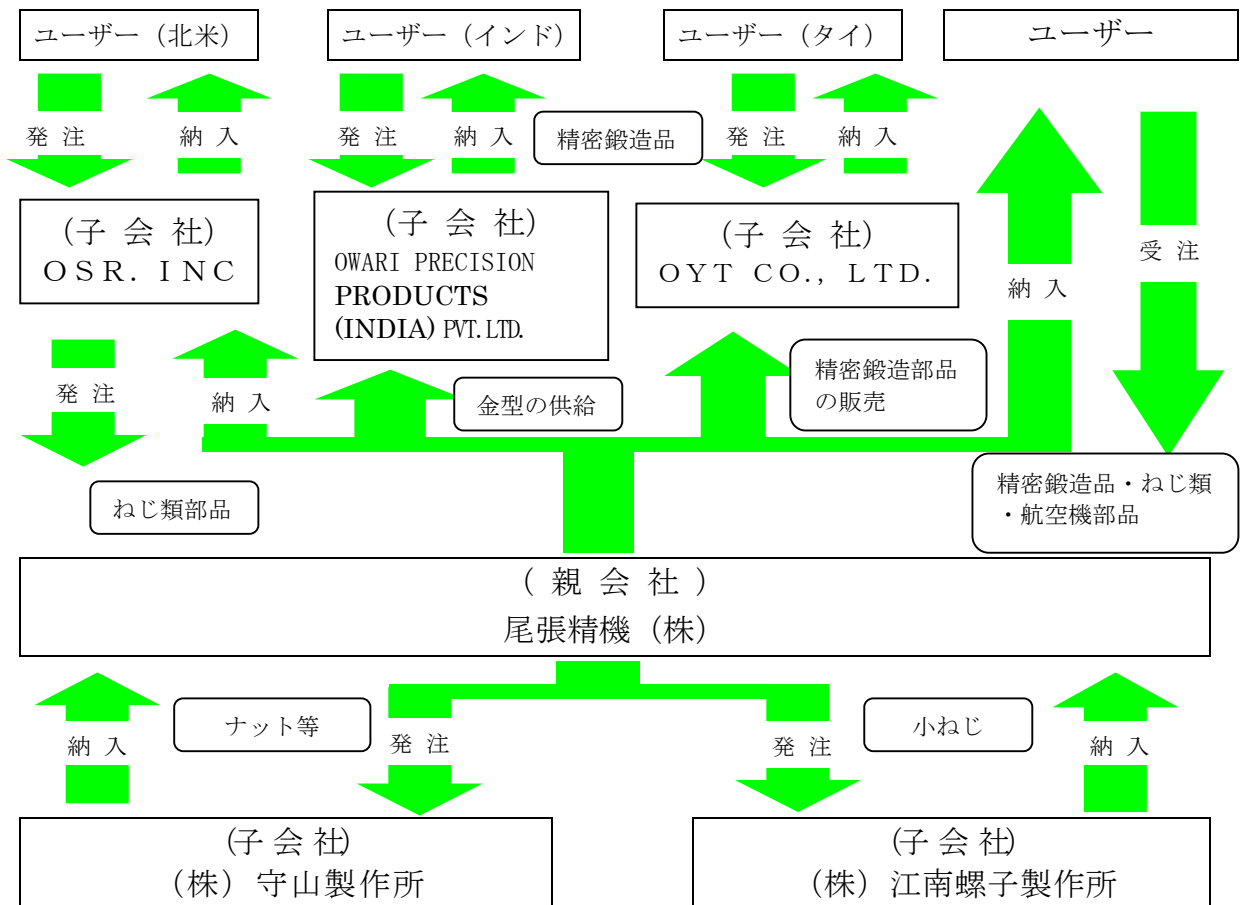 ユーザー（北米）
ユーザー（インド）
ユーザー（タイ）
ユーザー
発 注
納 入
発 注
納 入
精密鍛造品
発 注
納 入
(子 会 社)
ＯＳＲ．ＩＮＣ
(子 会 社)
OWARI PRECISION
PRODUCTS
(INDIA) PVT.LTD.
(子 会 社)
ＯＹＴ ＣＯ．，ＬＴＤ．
納 入
受 注
発 注
納 入
金型の供給
精密鍛造部品
の販売
ねじ類部品
精密鍛造品・ねじ類
・航空機部品
（ 親 会 社 ）
尾張精機（株）
納 入
ナット等
発 注
発 注
小ねじ
納 入
(子 会 社)
（株）守山製作所
(子 会 社)
（株）江南螺子製作所